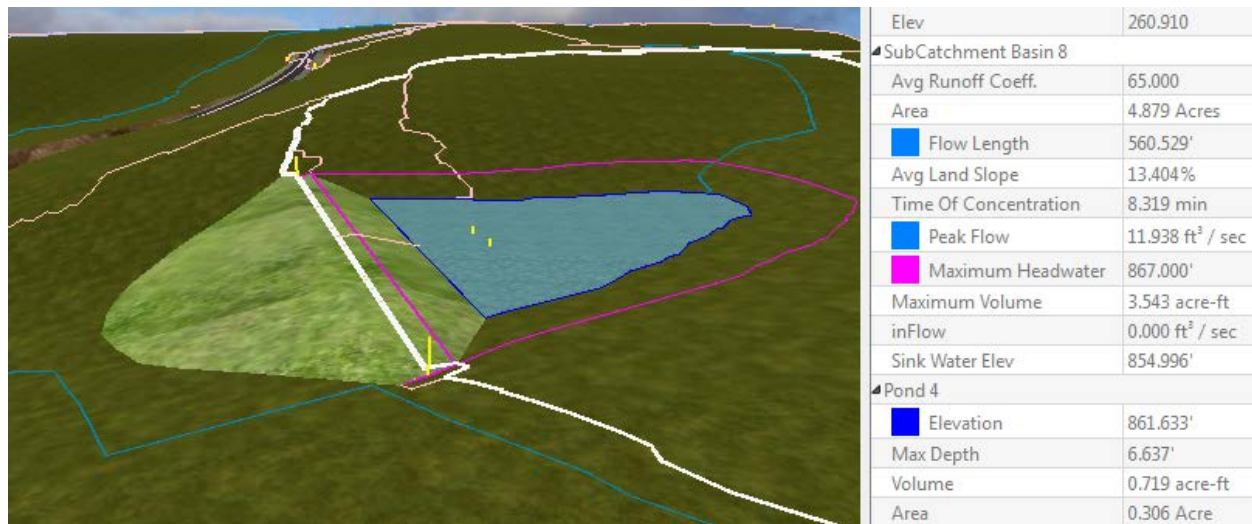 Elev 260.910
SubCatchment Basin 8
Avg Runoff Coeff. 65.000
Area 4.879 Acres
Flow Length 560.529'
Avg Land Slope 13.404%
Time Of Concentration 8.319 min
Peak Flow 11.938 ft³ / sec
Maximum Headwater 867.000'
Maximum Volume 3.543 acre-ft
inFlow 0.000 ft³ / sec
Sink Water Elev 854.996'
Pond 4
Elevation 861.633'
Max Depth 6.637'
Volume 0.719 acre-ft
Area 0.306 Acre